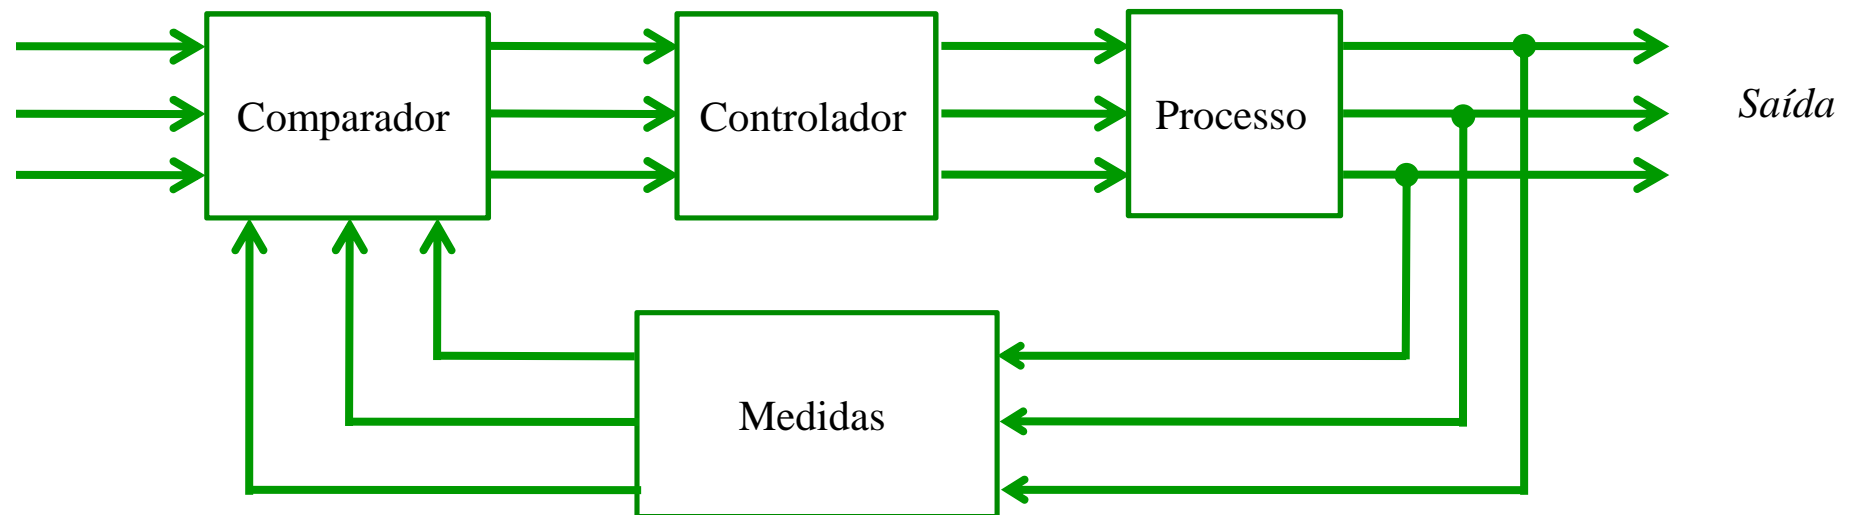 Comparador
Controlador
Processo
Saída
Medidas